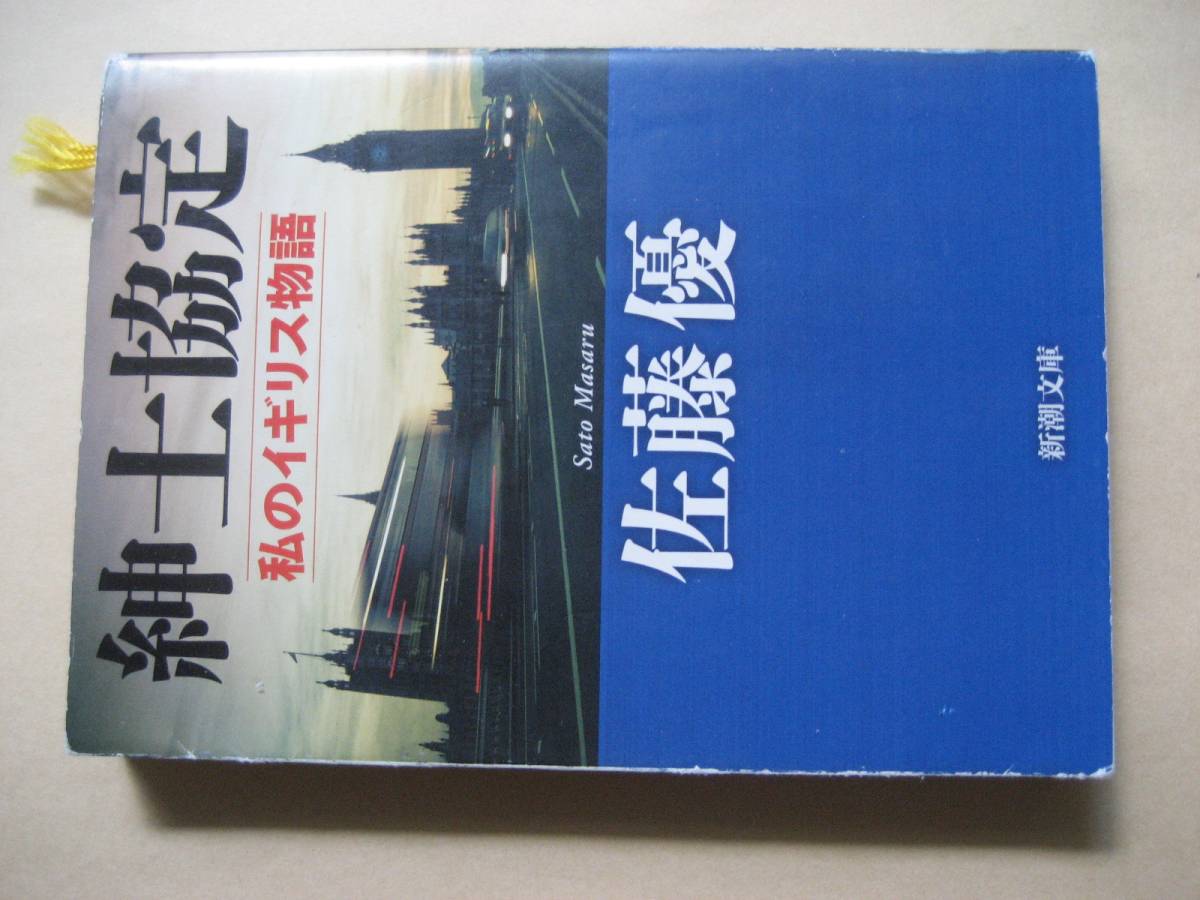 紳士協定
私のイギリス物語
Sato Masaru
佐藤優
新潮文庫